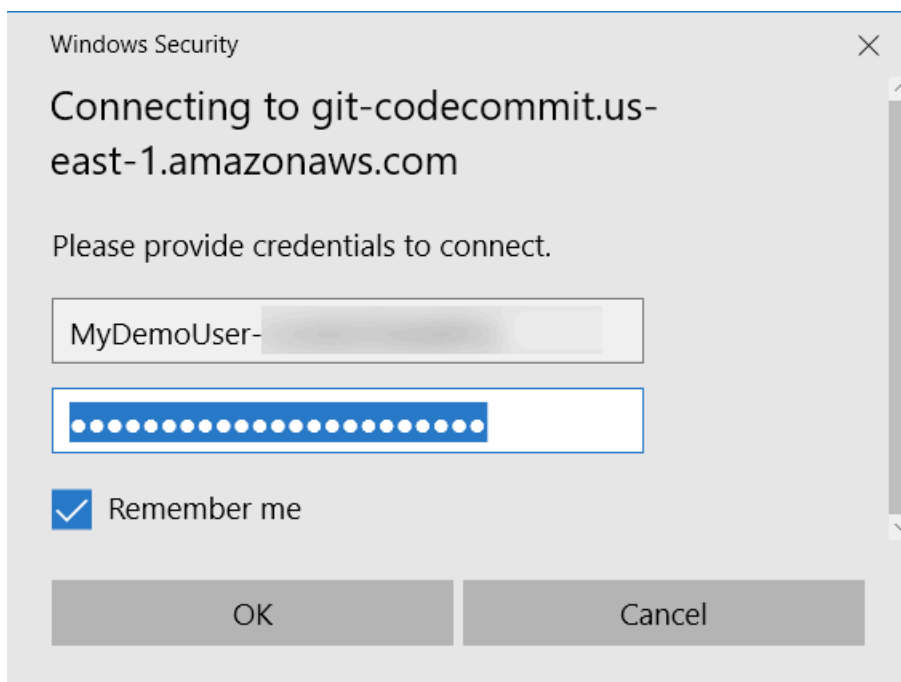 Windows Security
Connecting to git-codecommit.us-
east-1.amazonaws.com
Please provide credentials to connect.
MyDemoUser-
●●●●●●●●●●●●●●●●●●●●●●●
Remember me
OK
Cancel